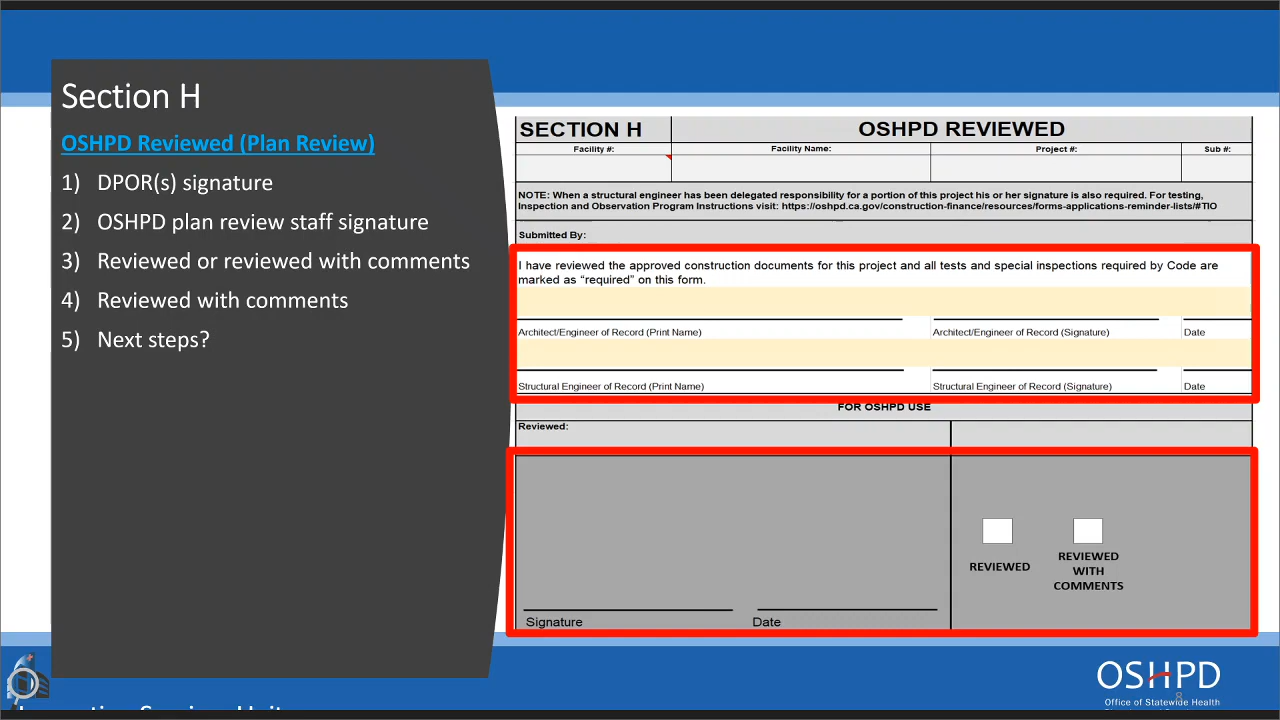 Section H
OSHPD Reviewed (Plan Review)
1) DPOR(s) signature
2) OSHPD plan review staff signature
3) Reviewed or reviewed with comments
4) Reviewed with comments
5) Next steps?
SECTION H OSHPD REVIEWED
Facility #: Facility Name: Project #: Sub #:
NOTE: When a structural engineer has been delegated responsibility for a portion of this project his or her signature is also required. For testing,
Inspection and Observation Program Instructions visit: https://oshpd.ca.gov/construction-finance/resources/forms-applications-reminder-lists/#TIO
Submitted By:
I have reviewed the approved construction documents for this project and all tests and special inspections required by Code are
marked as “required” on this form.
Architect/Engineer of Record (Print Name) Architect/Engineer of Record (Signature) Date
Structural Engineer of Record (Print Name) Structural Engineer of Record (Signature) Date
FOR OSHPD USE
Reviewed:
REVIEWED
REVIEWED
WITH
COMMENTS
Signature Date
OSHPD
8
Office of Statewide Health